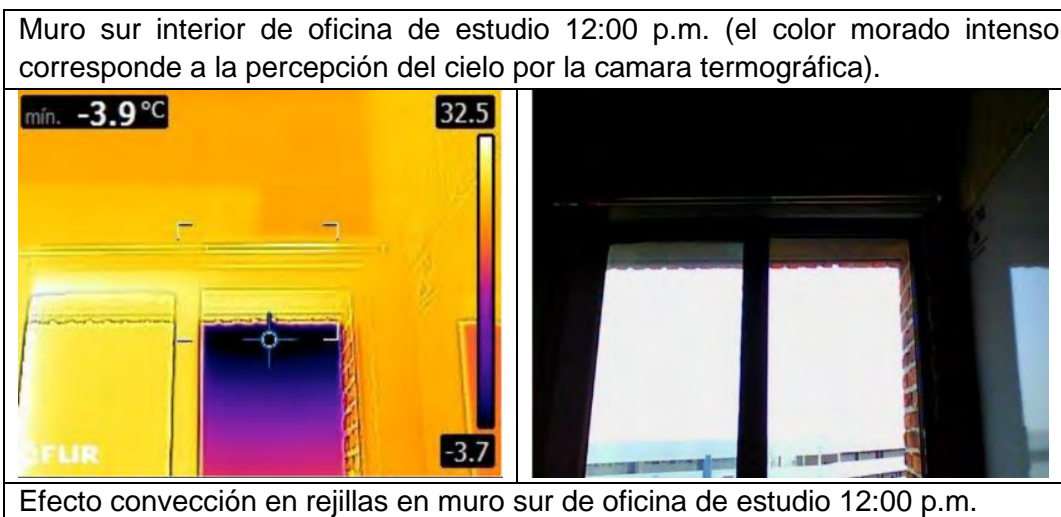 Muro sur interior de oficina de estudio 12:00 p.m. (el color morado intenso
corresponde a la percepción del cielo por la camara termográfica).
mín. -3.9 °C
32.5
-3.7
FLIR
Efecto convección en rejillas en muro sur de oficina de estudio 12:00 p.m.